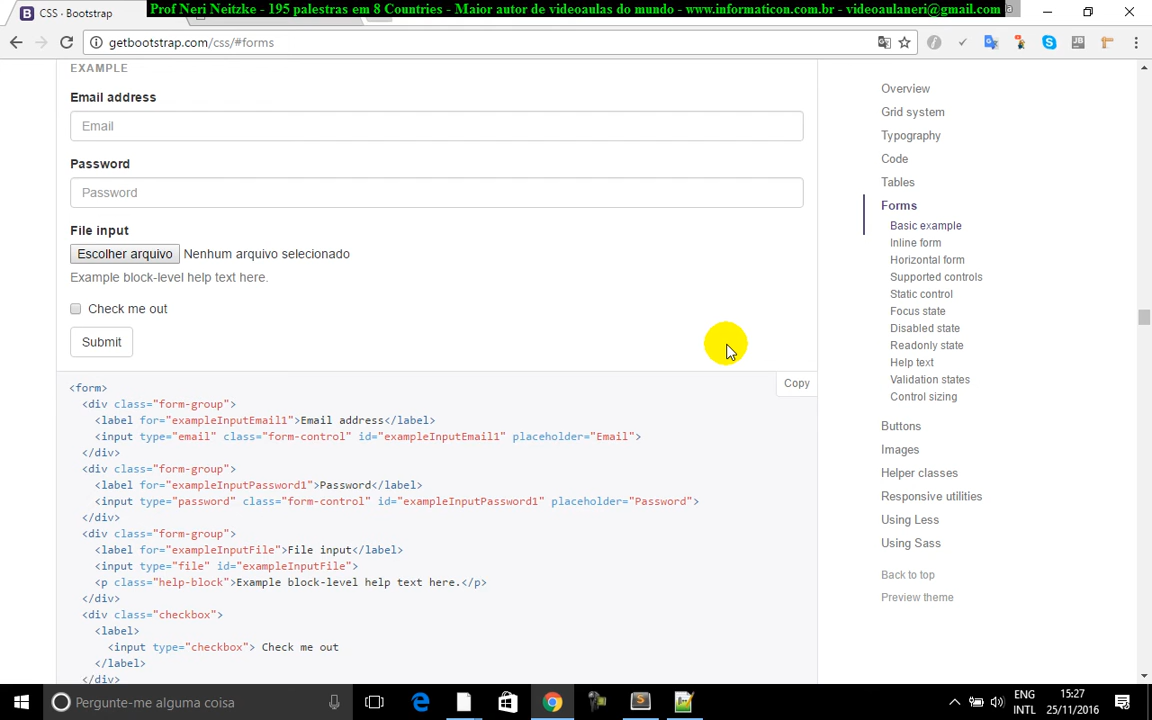 CSS · Bootstrap
Prof Neri Neitzke - 195 palestras em 8 Countries - Maior autor de videoaulas do mundo - www.informaticon.com.br - videoaulaneri@gmail.com
getbootstrap.com/css/#forms
EXAMPLE
Email address
Email
Password
Password
File input
Escolher arquivo Nenhum arquivo selecionado
Example block-level help text here.
Check me out
Submit
Copy
<form>
<div class="form-group">
<label for="exampleInputEmail1">Email address</label>
<input type="email" class="form-control" id="exampleInputEmail1" placeholder="Email">
</div>
<div class="form-group">
<label for="exampleInputPassword1">Password</label>
<input type="password" class="form-control" id="exampleInputPassword1" placeholder="Password">
</div>
<div class="form-group">
<label for="exampleInputFile">File input</label>
<input type="file" id="exampleInputFile">
<p class="help-block">Example block-level help text here.</p>
</div>
<div class="checkbox">
<label>
<input type="checkbox"> Check me out
</label>
</div>
Overview
Grid system
Typography
Code
Tables
Forms
Basic example
Inline form
Horizontal form
Supported controls
Static control
Focus state
Disabled state
Readonly state
Help text
Validation states
Control sizing
Buttons
Images
Helper classes
Responsive utilities
Using Less
Using Sass
Back to top
Preview theme
Pergunte-me alguma coisa
ENG
INTL
15:27
25/11/2016